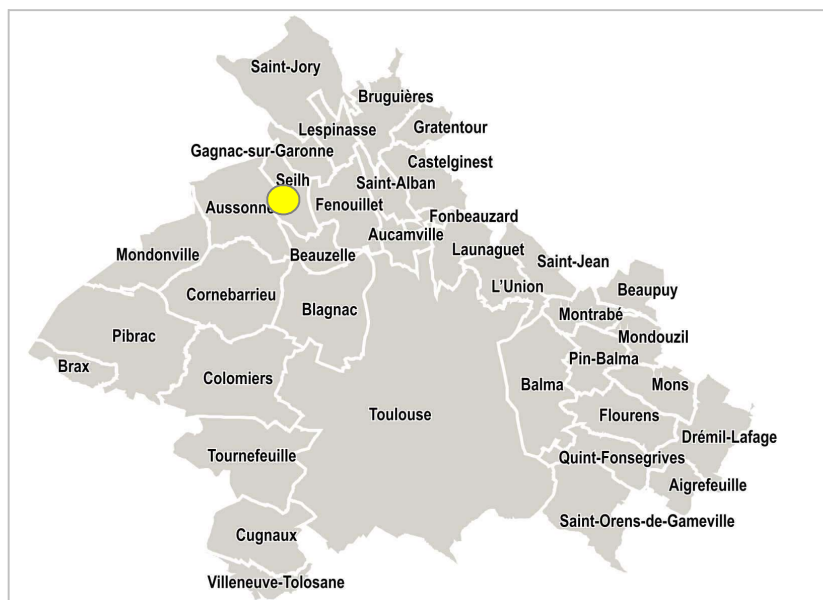 Saint-Jory
Bruguières
Lespinasse
Gratentour
Gagnac-sur-Garonne
Castelginest
Seilh
Saint-Alban
Aussonne
Fenouillet
Fonbeauzard
Aucamville
Launaguet
Mondonville
Beauzelle
Saint-Jean
L'Union
Beaupuy
Cornebarrieu
Blagnac
Montrabé
Pibrac
Mondouzil
Pin-Balma
Brax
Colomiers
Balma
Mons
Toulouse
Flourens
Drémil-Lafage
Tournefeuille
Quint-Fonsegrives
Aigrefeuille
Saint-Orens-de-Gameville
Cugnaux
Villeneuve-Tolosane